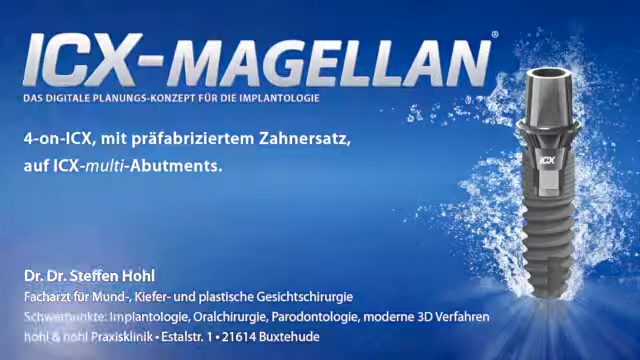 ICX-MAGELLAN®
DAS DIGITALE PLANUNGS-KONZEPT FÜR DIE IMPLANTOLOGIE
4-on-ICX, mit präfabriziertem Zahnersatz,
auf ICX-multi-Abutments.
ICX
Dr. Dr. Steffen Hohl
Facharzt für Mund-, Kiefer- und plastische Gesichtschirurgie
Schwerpunkte: Implantologie, Oralchirurgie, Parodontologie, moderne 3D Verfahren
hohl & hohl Praxisklinik • Estalstr. 1 • 21614 Buxtehude